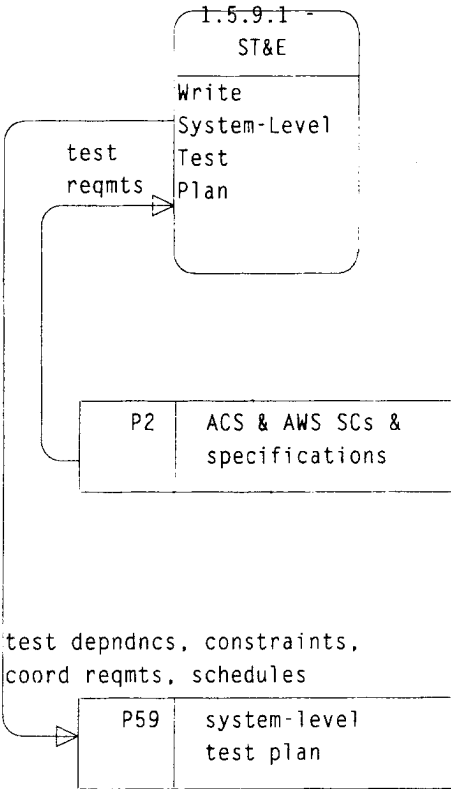 1.5.9.1 -
ST&E
Write
System-Level
Test
Plan
test
reqmts
P2
ACS & AWS SCs &
specifications
test depndncs, constraints,
coord reqmts, schedules
P59
system-level
test plan